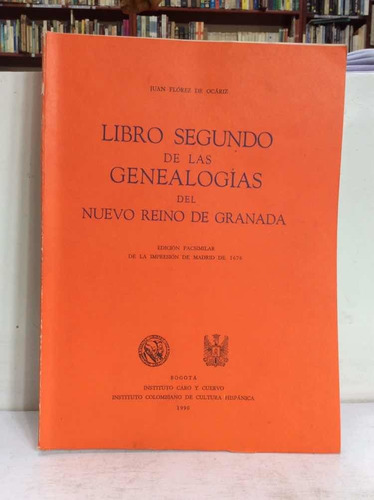 JUAN FLOREZ DE OCÁRIZ
LIBRO SEGUNDO
DE LAS
GENEALOGÍAS
DEL
NUEVO REINO DE GRANADA
EDICIÓN FACSIMILAR
DE LA IMPRESIÓN DE MADRID DE 1676
BOGOTÁ
INSTITUTO CARO Y CUERVO
INSTITUTO COLOMBIANO DE CULTURA HISPÁNICA
1990